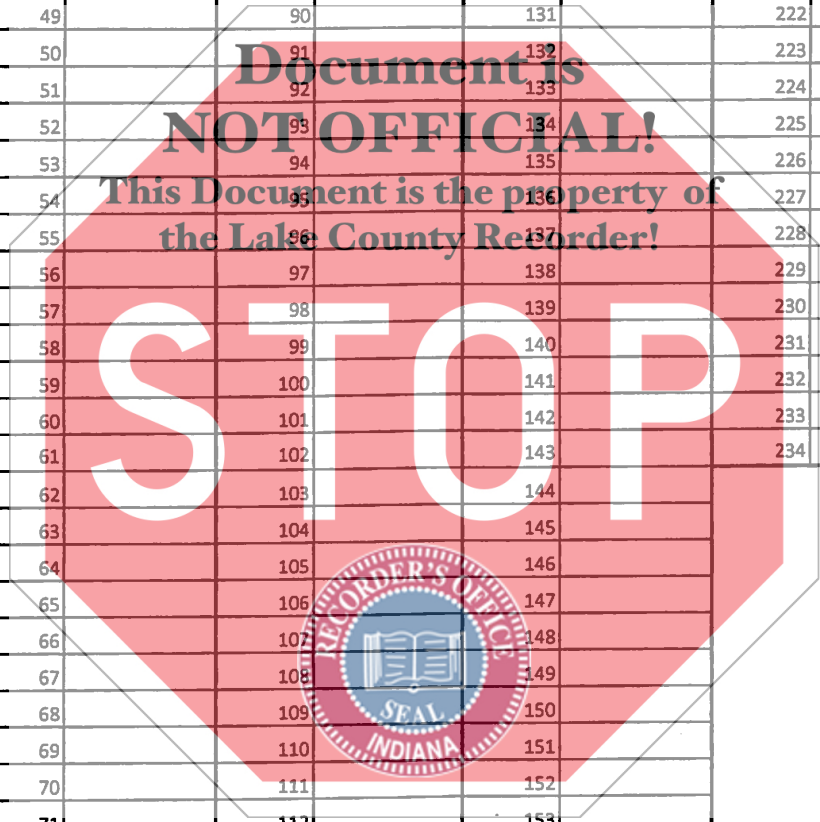 49 90 131 222
50 91 132 223
Document is
51 92 133 224
52 93 134 225
NOT OFFICIAL!
53 94 135 226
This Document is the property of
54 95 136 227
55 96 137 228
the Lake County Recorder!
56 97 138 229
57 98 139 230
58 99 140 231
59 100 141 232
STOP
60 101 142 233
61 102 143 234
62 103 144
63 104 145
64 105 146
RECORDER'S OFFICE
65 106 147
66 107 148
67 108 149
68 109 150
SEAL
69 110 151
INDIANA
70 111 152
71 112 153